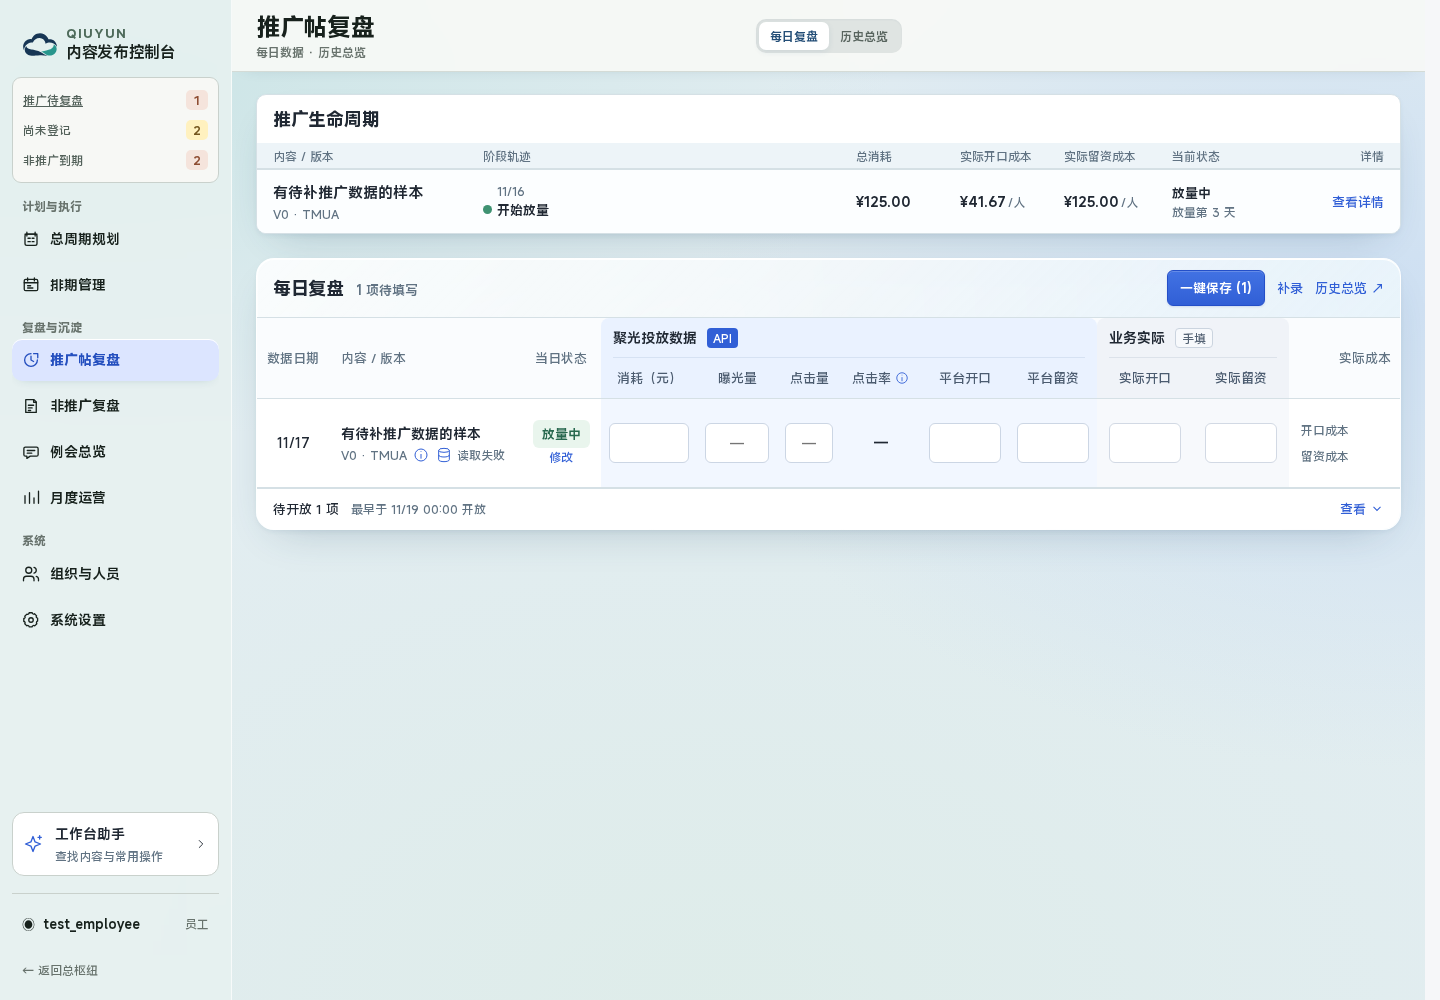 QIUYUN
内容发布控制台
推广待复盘 1
尚未登记 2
非推广到期 2
计划与执行
总周期规划
排期管理
复盘与沉淀
推广帖复盘
非推广复盘
例会总览
月度运营
系统
组织与人员
系统设置
工作台助手
查找内容与常用操作
test_employee 员工
← 返回总枢纽
推广帖复盘
每日数据 · 历史总览
每日复盘 历史总览
推广生命周期
内容 / 版本 阶段轨迹 总消耗 实际开口成本 实际留资成本 当前状态 详情
有待补推广数据的样本
V0 · TMUA
11/16
开始放量
¥125.00 ¥41.67 /人 ¥125.00 /人
放量中
放量第 3 天
查看详情
每日复盘 1 项待填写
一键保存 (1) 补录 历史总览 ↗
数据日期 内容 / 版本 当日状态
聚光投放数据 API
消耗（元） 曝光量 点击量 点击率 平台开口 平台留资
业务实际 手填
实际开口 实际留资
实际成本
11/17
有待补推广数据的样本
V0 · TMUA 读取失败
放量中
修改
— — —
开口成本
留资成本
待开放 1 项 最早于 11/19 00:00 开放
查看